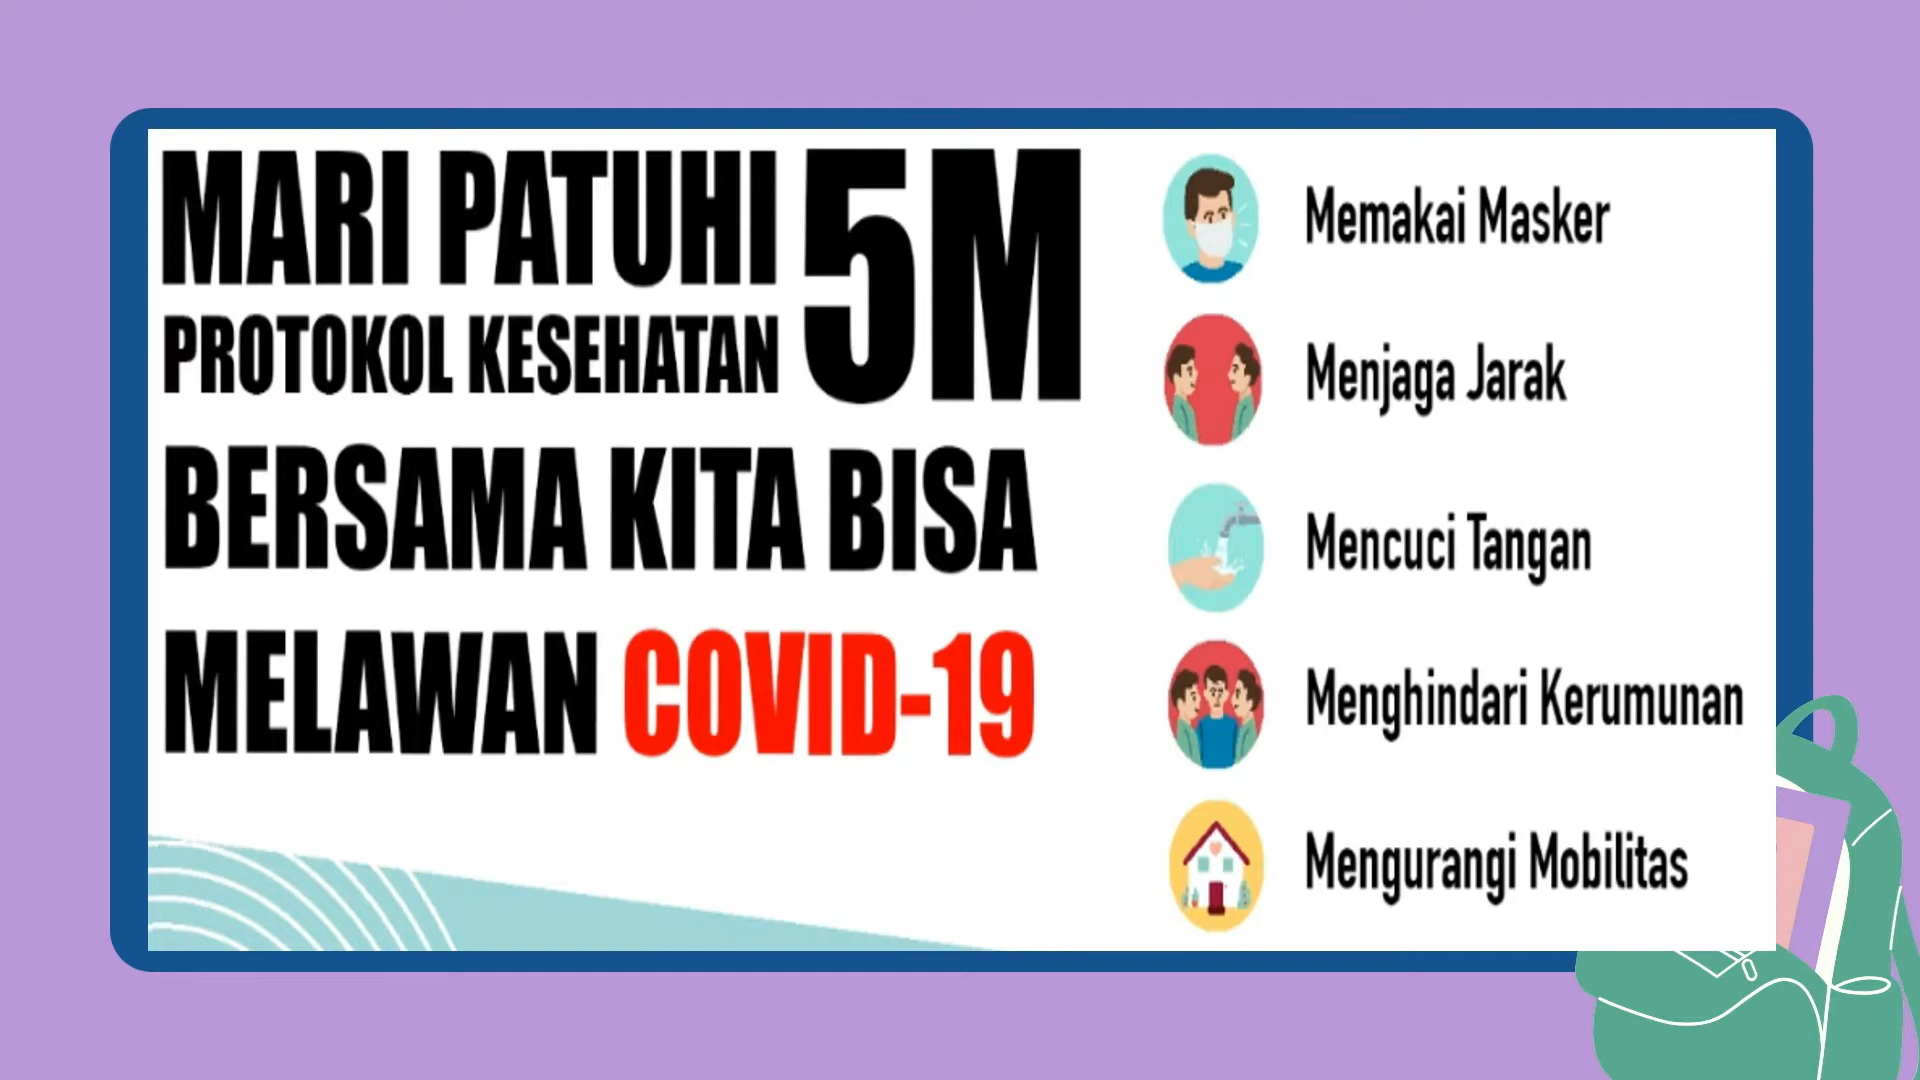 MARI PATUHI 5M
PROTOKOL KESEHATAN
BERSAMA KITA BISA
MELAWAN COVID-19
Memakai Masker
Menjaga Jarak
Mencuci Tangan
Menghindari Kerumunan
Mengurangi Mobilitas